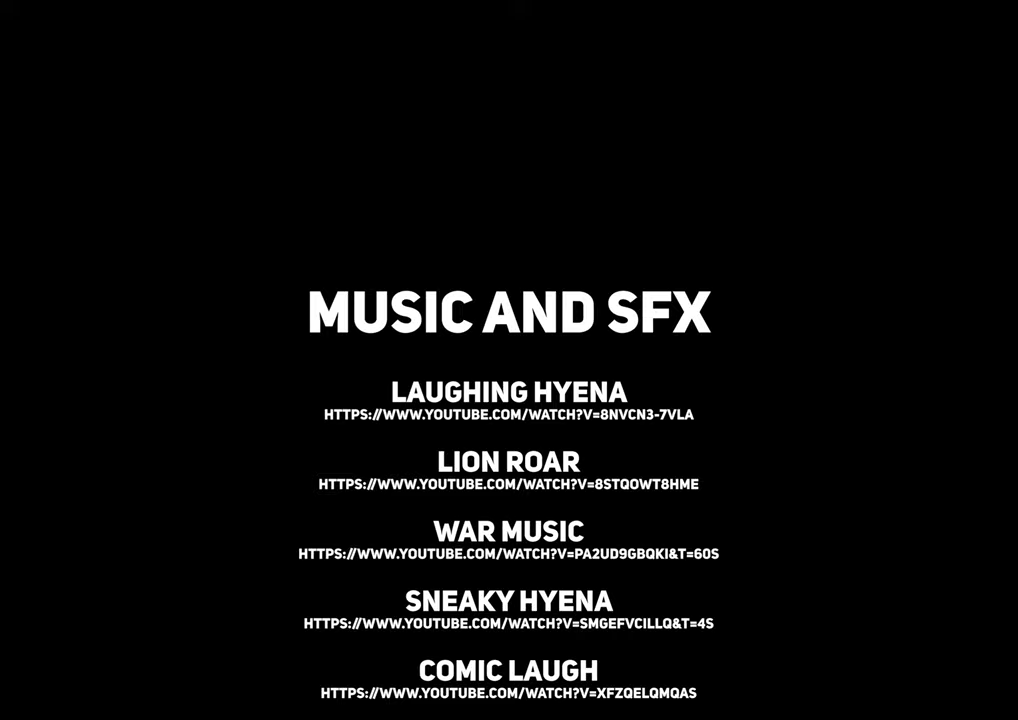 MUSIC AND SFX
LAUGHING HYENA
HTTPS://WWW.YOUTUBE.COM/WATCH?V=8NVCN3-7VLA
LION ROAR
HTTPS://WWW.YOUTUBE.COM/WATCH?V=8STQOWT8HME
WAR MUSIC
HTTPS://WWW.YOUTUBE.COM/WATCH?V=PA2UD9GBQKI&T=60S
SNEAKY HYENA
HTTPS://WWW.YOUTUBE.COM/WATCH?V=SMGEFVCILLQ&T=4S
COMIC LAUGH
HTTPS://WWW.YOUTUBE.COM/WATCH?V=XFZQELQMQAS